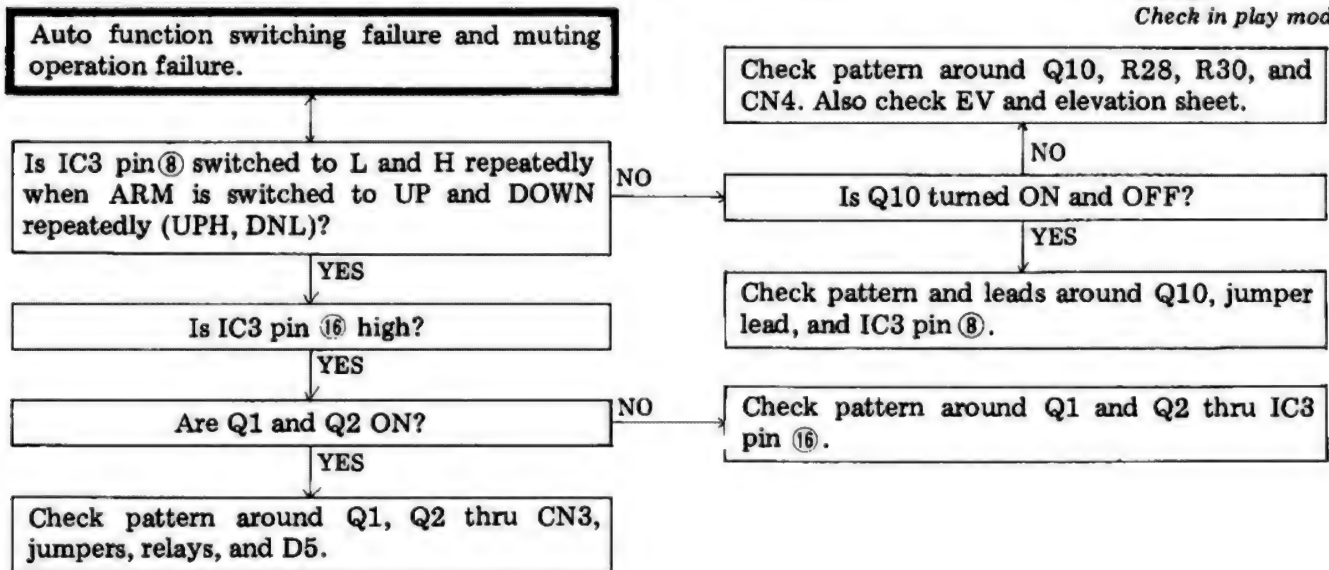 Check in play mod
Auto function switching failure and muting
operation failure.
Check pattern around Q10, R28, R30, and
CN4. Also check EV and elevation sheet.
Is IC3 pin⑧ switched to L and H repeatedly
when ARM is switched to UP and DOWN
repeatedly (UPH, DNL)?
NO
NO
Is Q10 turned ON and OFF?
YES
YES
Check pattern and leads around Q10, jumper
lead, and IC3 pin ⑧.
Is IC3 pin ⑯ high?
YES
Are Q1 and Q2 ON?
NO
Check pattern around Q1 and Q2 thru IC3
pin ⑯.
YES
Check pattern around Q1, Q2 thru CN3,
jumpers, relays, and D5.